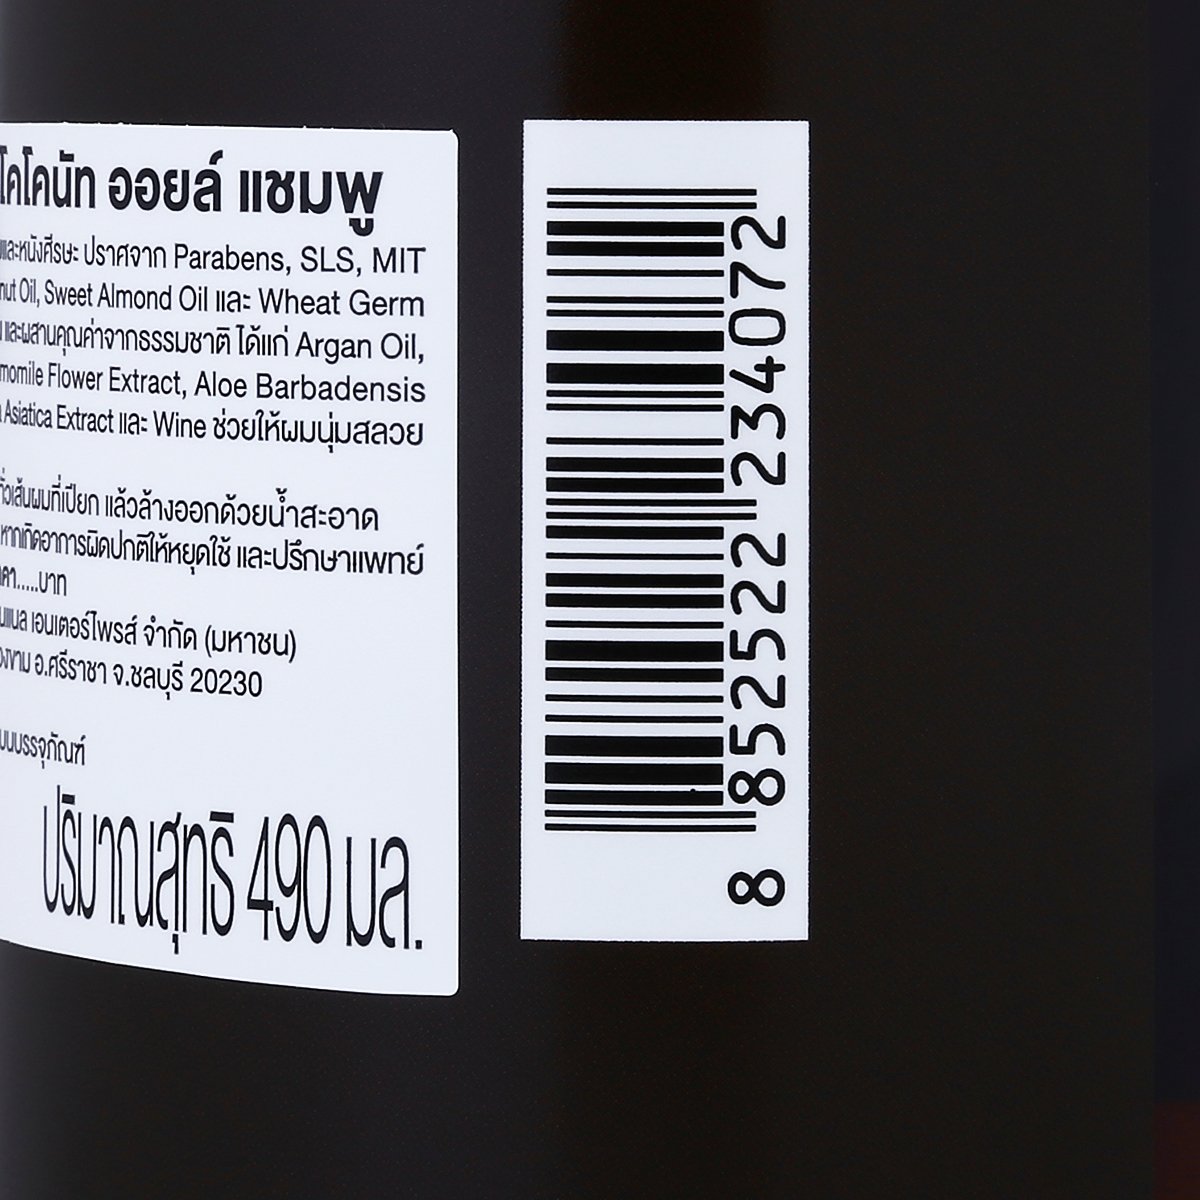 โคโคนัท ออยล์ แชมพู
และหนังศีรษะ ปราศจาก Parabens, SLS, MIT
Oil, Sweet Almond Oil และ Wheat Germ
และผสานคุณค่าจากธรรมชาติ ได้แก่ Argan Oil,
Flower Extract, Aloe Barbadensis
Asiatica Extract และ Wine ช่วยให้ผมนุ่มสลวย
ทั่วเส้นผมที่เปียก แล้วล้างออกด้วยน้ำสะอาด
หากเกิดอาการผิดปกติให้หยุดใช้ และปรึกษาแพทย์
.....บาท
เอนเตอร์ไพรส์ จำกัด (มหาชน)
อ.ศรีราชา จ.ชลบุรี 20230
บนบรรจุภัณฑ์
ปริมาณสุทธิ 490 มล.
8 852522 234072